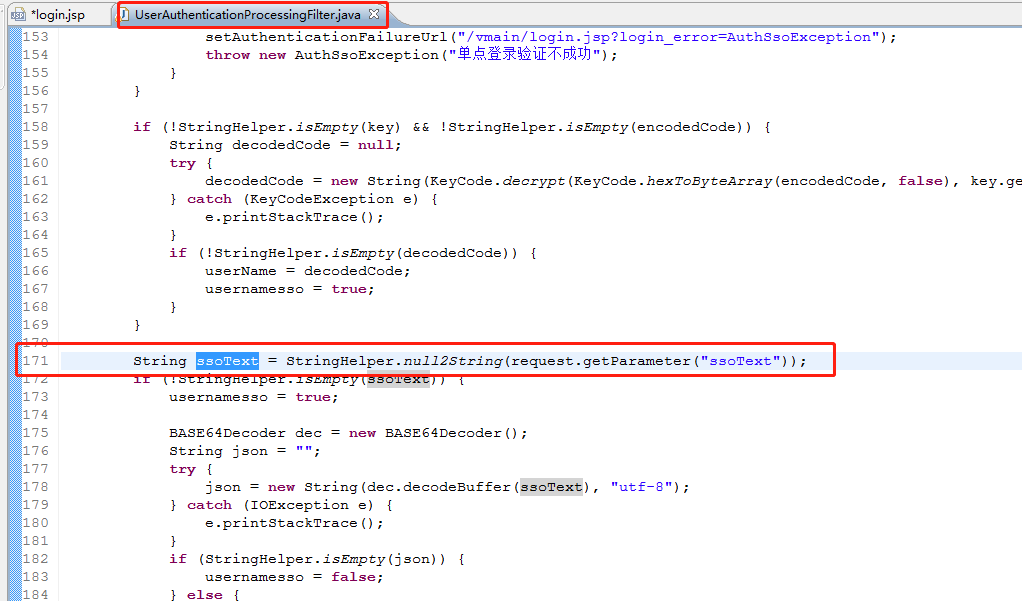 *login.jsp UserAuthenticationProcessingFilter.java
153 setAuthenticationFailureUrl("/vmain/login.jsp?login_error=AuthSsoException");
154 throw new AuthSsoException("单点登录验证不成功");
155 }
156 }
157
158 if (!StringHelper.isEmpty(key) && !StringHelper.isEmpty(encodedCode)) {
159 String decodedCode = null;
160 try {
161 decodedCode = new String(KeyCode.decrypt(KeyCode.hexToByteArray(encodedCode, false), key.ge
162 } catch (KeyCodeException e) {
163 e.printStackTrace();
164 }
165 if (!StringHelper.isEmpty(decodedCode)) {
166 userName = decodedCode;
167 usernamesso = true;
168 }
169 }
170
171 String ssoText = StringHelper.null2String(request.getParameter("ssoText"));
172 if (!StringHelper.isEmpty(ssoText)) {
173 usernamesso = true;
174
175 BASE64Decoder dec = new BASE64Decoder();
176 String json = "";
177 try {
178 json = new String(dec.decodeBuffer(ssoText), "utf-8");
179 } catch (IOException e) {
180 e.printStackTrace();
181 }
182 if (StringHelper.isEmpty(json)) {
183 usernamesso = false;
184 } else {